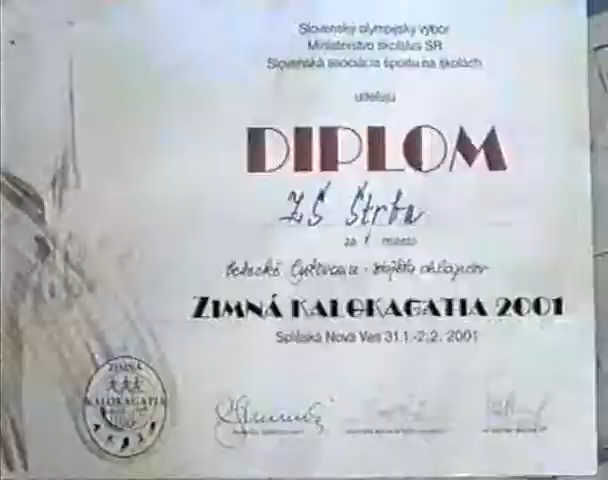 Slovenský olympijský výbor
Ministerstvo školstva SR
Slovenská asociácia športu na školách
udeľujú
DIPLOM
ZŠ Štrba
za 1 miesto
ZIMNÁ KALOKAGATIA 2001
Spišská Nová Ves 31.1.-2.2. 2001
ZIMNÁ
KALOKAGATIA